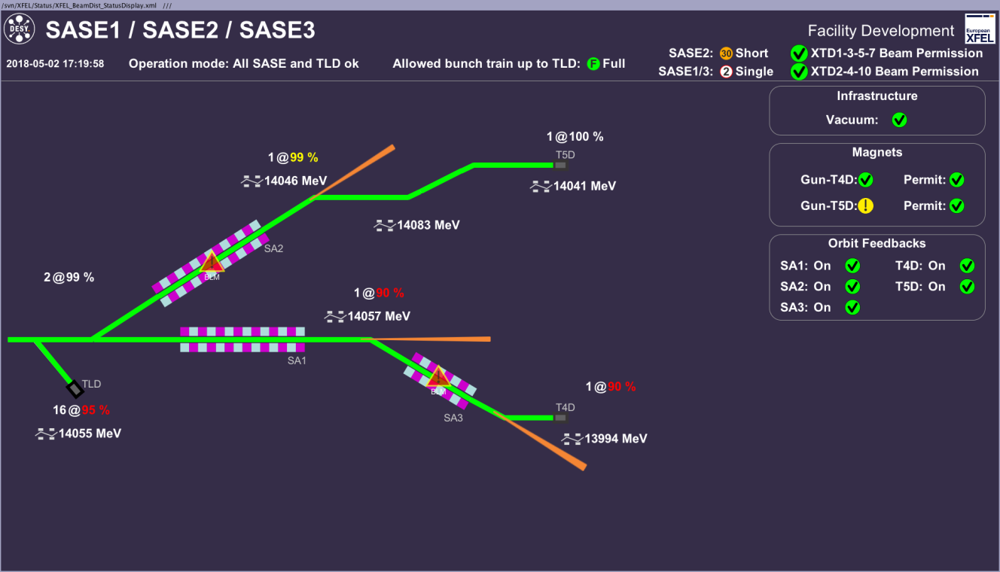 /svn/XFEL/Status/XFEL_BeamDist_StatusDisplay.xml ///
DESY.
SASE1 / SASE2 / SASE3
Facility Development
European
XFEL
2018-05-02 17:19:58
Operation mode: All SASE and TLD ok
Allowed bunch train up to TLD: F Full
SASE2: 30 Short
XTD1-3-5-7 Beam Permission
SASE1/3: 2 Single
XTD2-4-10 Beam Permission
Infrastructure
Vacuum:
Magnets
Gun-T4D: Permit:
Gun-T5D: ! Permit:
Orbit Feedbacks
SA1: On T4D: On
SA2: On T5D: On
SA3: On
1@100 %
T5D
14041 MeV
1@99 %
14046 MeV
14083 MeV
SA2
BLM
2@99 %
1@90 %
14057 MeV
SA1
TLD
16@95 %
14055 MeV
BLM
SA3
1@90 %
T4D
13994 MeV